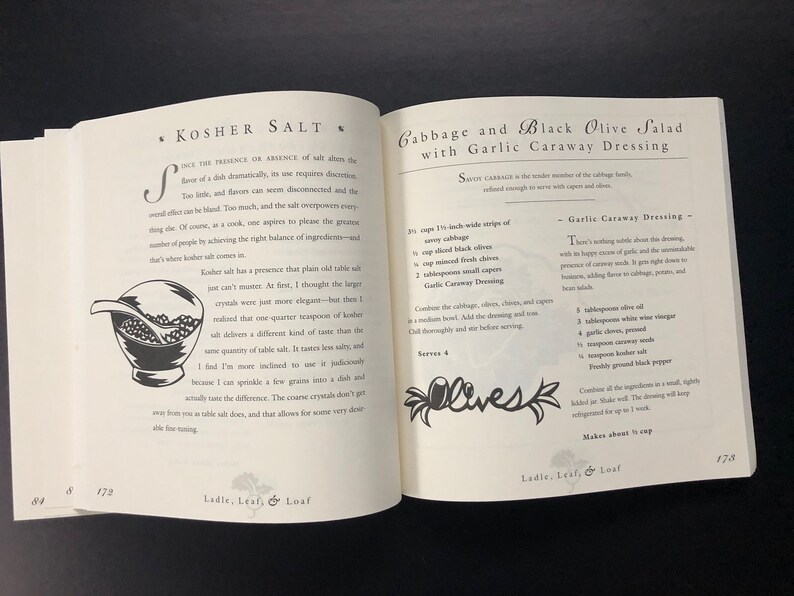 KOSHER SALT
SINCE THE PRESENCE OR ABSENCE of salt alters the
flavor of a dish dramatically, its use requires discretion.
Too little, and flavors can seem disconnected and the
overall effect can be bland. Too much, and the salt overpowers every-
thing else. Of course, as a cook, one aspires to please the greatest
number of people by achieving the right balance of ingredients—and
that's where kosher salt comes in.
Kosher salt has a presence that plain old table salt
just can't muster. At first, I thought the larger
crystals were just more elegant—but then I
realized that one-quarter teaspoon of kosher
salt delivers a different kind of taste than the
same quantity of table salt. It tastes less salty, and
I find I'm more inclined to use it judiciously
because I can sprinkle a few grains into a dish and
actually taste the difference. The coarse crystals don't get
away from you as table salt does, and that allows for some very desir-
able fine-tuning.
84
8
172
Ladle, Leaf, & Loaf
Cabbage and Black Olive Salad
with Garlic Caraway Dressing
SAVOY CABBAGE is the tender member of the cabbage family,
refined enough to serve with capers and olives.
3½ cups 1½-inch-wide strips of
savoy cabbage
½ cup sliced black olives
¼ cup minced fresh chives
2 tablespoons small capers
Garlic Caraway Dressing
Combine the cabbage, olives, chives, and capers
in a medium bowl. Add the dressing and toss.
Chill thoroughly and stir before serving.
Serves 4
Olives
– Garlic Caraway Dressing –
There's nothing subtle about this dressing,
with its happy excess of garlic and the unmistakable
presence of caraway seeds. It gets right down to
business, adding flavor to cabbage, potato, and
bean salads.
5 tablespoons olive oil
3 tablespoons white wine vinegar
4 garlic cloves, pressed
½ teaspoon caraway seeds
¼ teaspoon kosher salt
Freshly ground black pepper
Combine all the ingredients in a small, tightly
lidded jar. Shake well. The dressing will keep
refrigerated for up to 1 week.
Makes about ½ cup
Ladle, Leaf, & Loaf
173